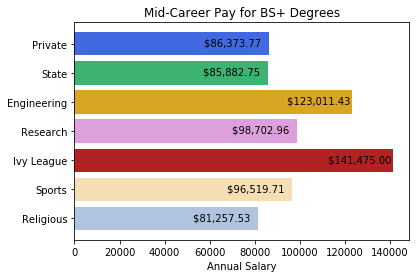 Mid-Career Pay for BS+ Degrees
Private $86,373.77
State $85,882.75
Engineering $123,011.43
Research $98,702.96
Ivy League $141,475.00
Sports $96,519.71
Religious $81,257.53
0 20000 40000 60000 80000 100000 120000 140000
Annual Salary